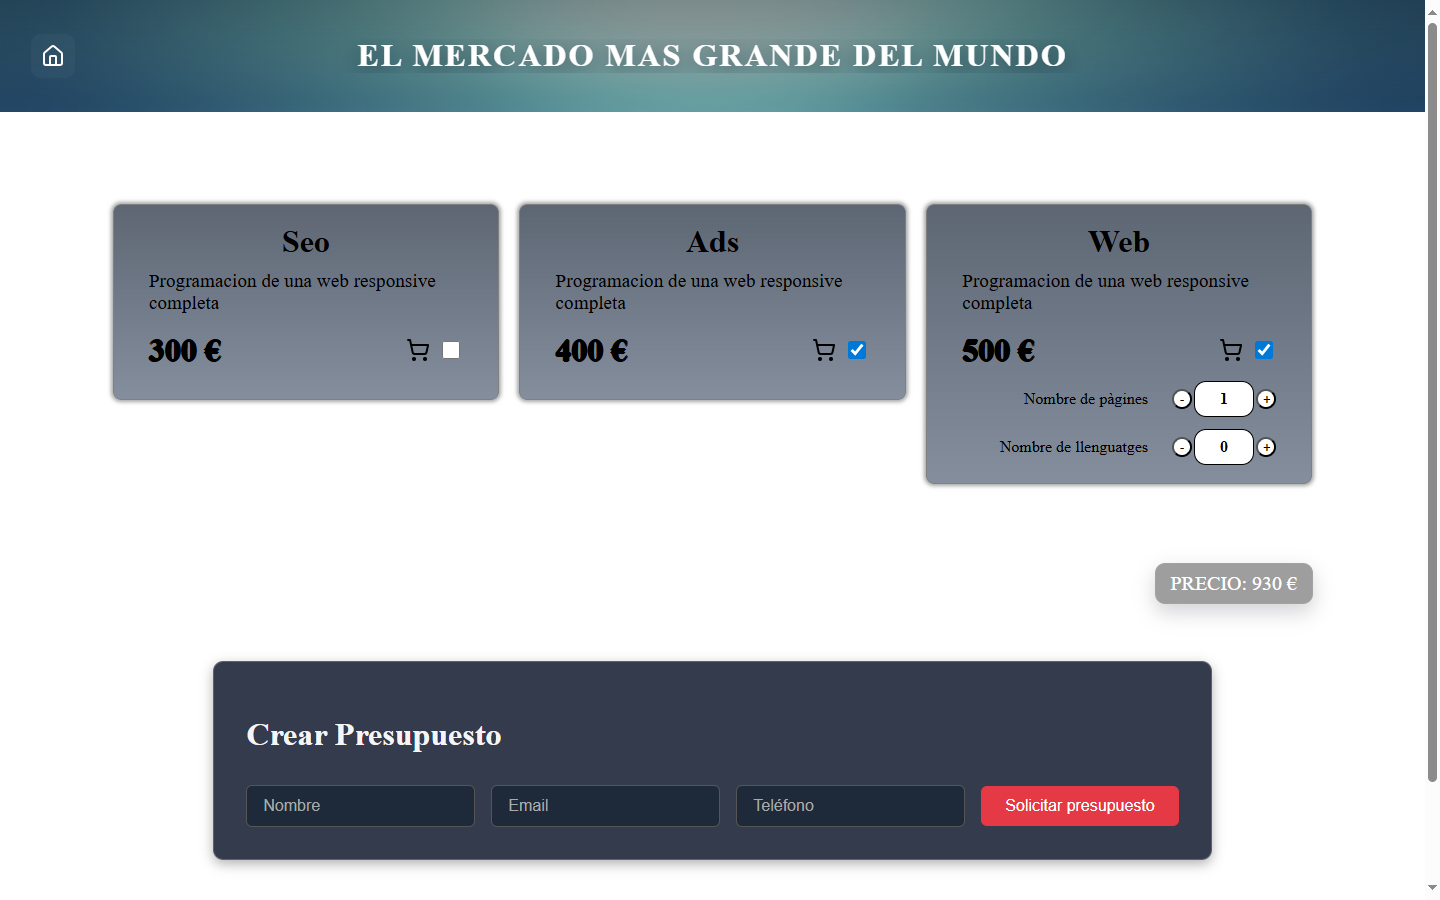 EL MERCADO MAS GRANDE DEL MUNDO
Seo
Programacion de una web responsive
completa
300 €
Ads
Programacion de una web responsive
completa
400 €
Web
Programacion de una web responsive
completa
500 €
Nombre de pàgines - 1 +
Nombre de llenguatges - 0 +
PRECIO: 930 €
Crear Presupuesto
Nombre
Email
Teléfono
Solicitar presupuesto